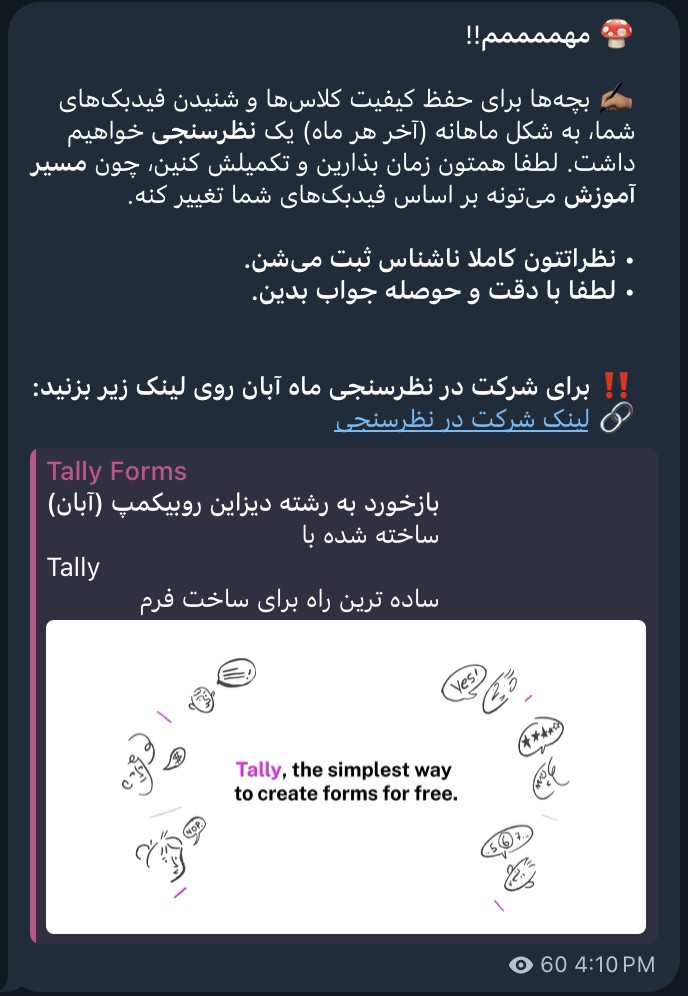 🍄 مهمممممم!!
✍🏽 بچه‌ها برای حفظ کیفیت کلاس‌ها و شنیدن فیدبک‌های
شما، به شکل ماهانه (آخر هر ماه) یک نظرسنجی خواهیم
داشت. لطفا همتون زمان بذارین و تکمیلش کنین، چون مسیر
آموزش می‌تونه بر اساس فیدبک‌های شما تغییر کنه.
• نظراتتون کاملا ناشناس ثبت می‌شن.
• لطفا با دقت و حوصله جواب بدین.
‼️ برای شرکت در نظرسنجی ماه آبان روی لینک زیر بزنید:
🔗 لینک شرکت در نظرسنجی
Tally Forms
بازخورد به رشته دیزاین روبیکمپ (آبان)
ساخته شده با
Tally
ساده ترین راه برای ساخت فرم
Yes!
Tally, the simplest way
to create forms for free.
NOP.
..5 6 7..
60 4:10 PM